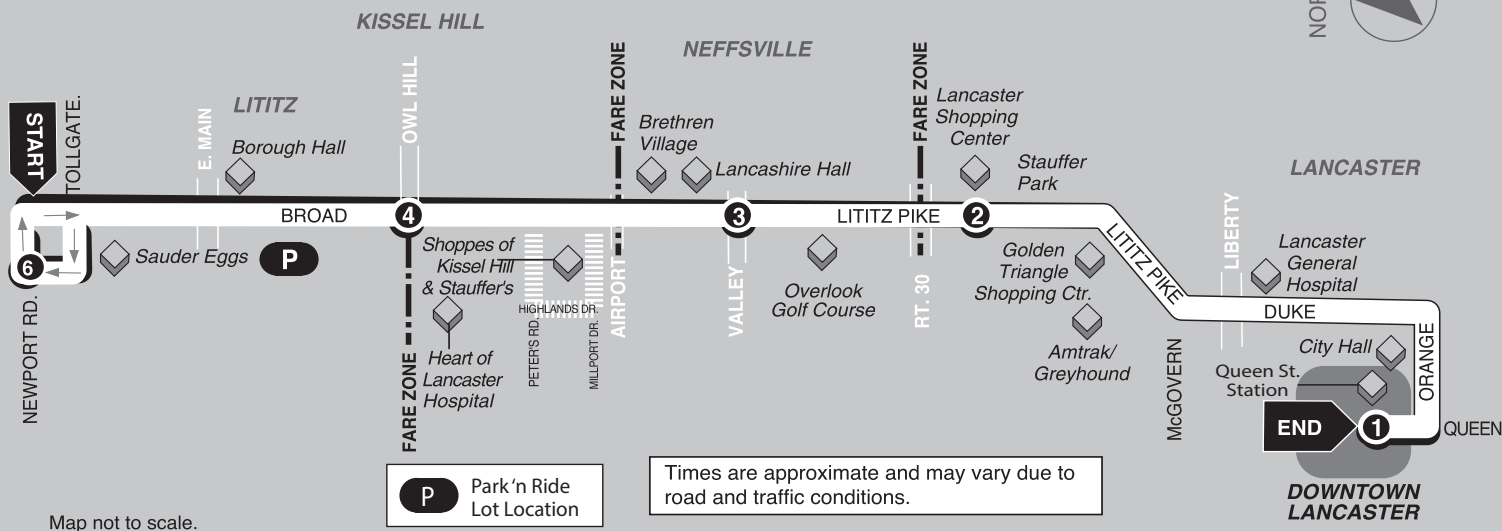 KISSEL HILL
NEFFSVILLE
LITITZ
LANCASTER
NOR
START
TOLLGATE.
E. MAIN
Borough Hall
OWL HILL
FARE ZONE
Brethren
Village
Lancashire Hall
FARE ZONE
Lancaster
Shopping
Center
Stauffer
Park
BROAD
4
3
LITITZ PIKE
2
LITITZ PIKE
LIBERTY
Lancaster
General
Hospital
6
Sauder Eggs
P
NEWPORT RD.
Shoppes of
Kissel Hill
& Stauffer's
HIGHLANDS DR.
PETER'S RD.
MILLPORT DR.
AIRPORT
Heart of
Lancaster
Hospital
FARE ZONE
VALLEY
Overlook
Golf Course
RT. 30
Golden
Triangle
Shopping Ctr.
Amtrak/
Greyhound
McGOVERN
DUKE
City Hall
ORANGE
Queen St.
Station
END
1
QUEEN
DOWNTOWN
LANCASTER
P
Park 'n Ride
Lot Location
Times are approximate and may vary due to
road and traffic conditions.
Map not to scale.